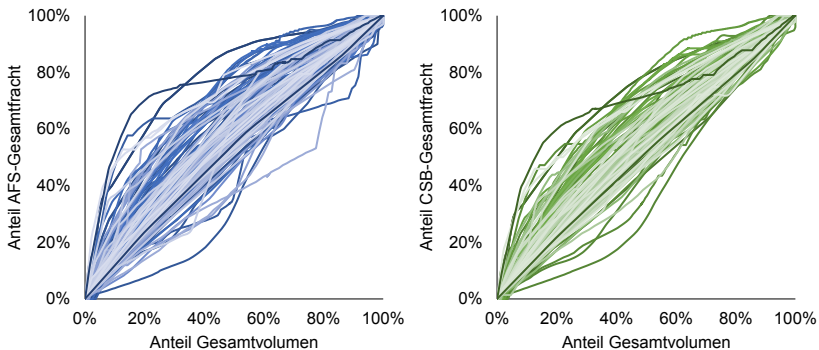 100%
80%
60%
40%
20%
0%
Anteil AFS-Gesamtfracht
0% 20% 40% 60% 80% 100%
Anteil Gesamtvolumen
100%
80%
60%
40%
20%
0%
Anteil CSB-Gesamtfracht
0% 20% 40% 60% 80% 100%
Anteil Gesamtvolumen